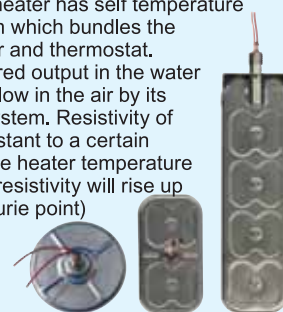 heater has self temperature
which bundles the
and thermostat.
red output in the water
low in the air by its
stem. Resistivity of
stant to a certain
e heater temperature
resistivity will rise up
urie point)